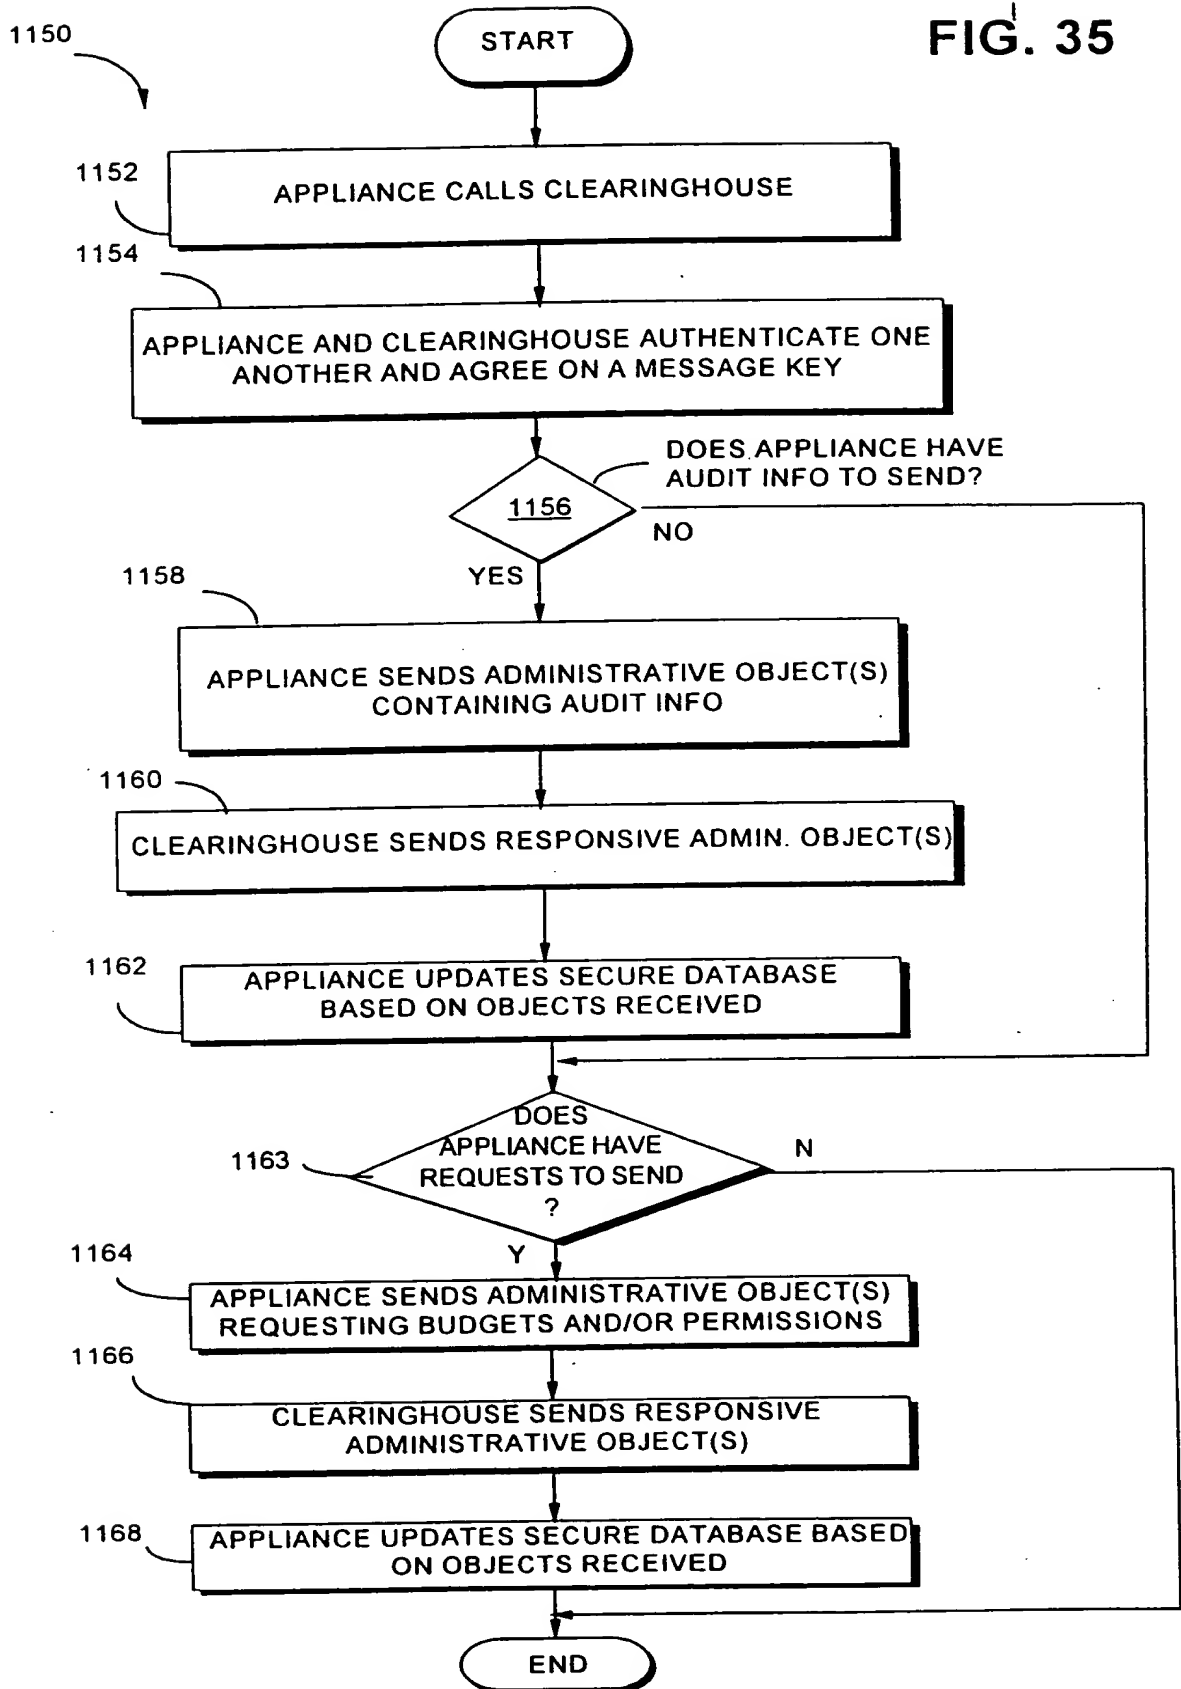 1150
START
FIG. 35
1152
APPLIANCE CALLS CLEARINGHOUSE
1154
APPLIANCE AND CLEARINGHOUSE AUTHENTICATE ONE
ANOTHER AND AGREE ON A MESSAGE KEY
DOES APPLIANCE HAVE
AUDIT INFO TO SEND?
1156
NO
YES
1158
APPLIANCE SENDS ADMINISTRATIVE OBJECT(S)
CONTAINING AUDIT INFO
1160
CLEARINGHOUSE SENDS RESPONSIVE ADMIN. OBJECT(S)
1162
APPLIANCE UPDATES SECURE DATABASE
BASED ON OBJECTS RECEIVED
DOES
APPLIANCE HAVE
REQUESTS TO SEND
?
1163
N
Y
1164
APPLIANCE SENDS ADMINISTRATIVE OBJECT(S)
REQUESTING BUDGETS AND/OR PERMISSIONS
1166
CLEARINGHOUSE SENDS RESPONSIVE
ADMINISTRATIVE OBJECT(S)
1168
APPLIANCE UPDATES SECURE DATABASE BASED
ON OBJECTS RECEIVED
END